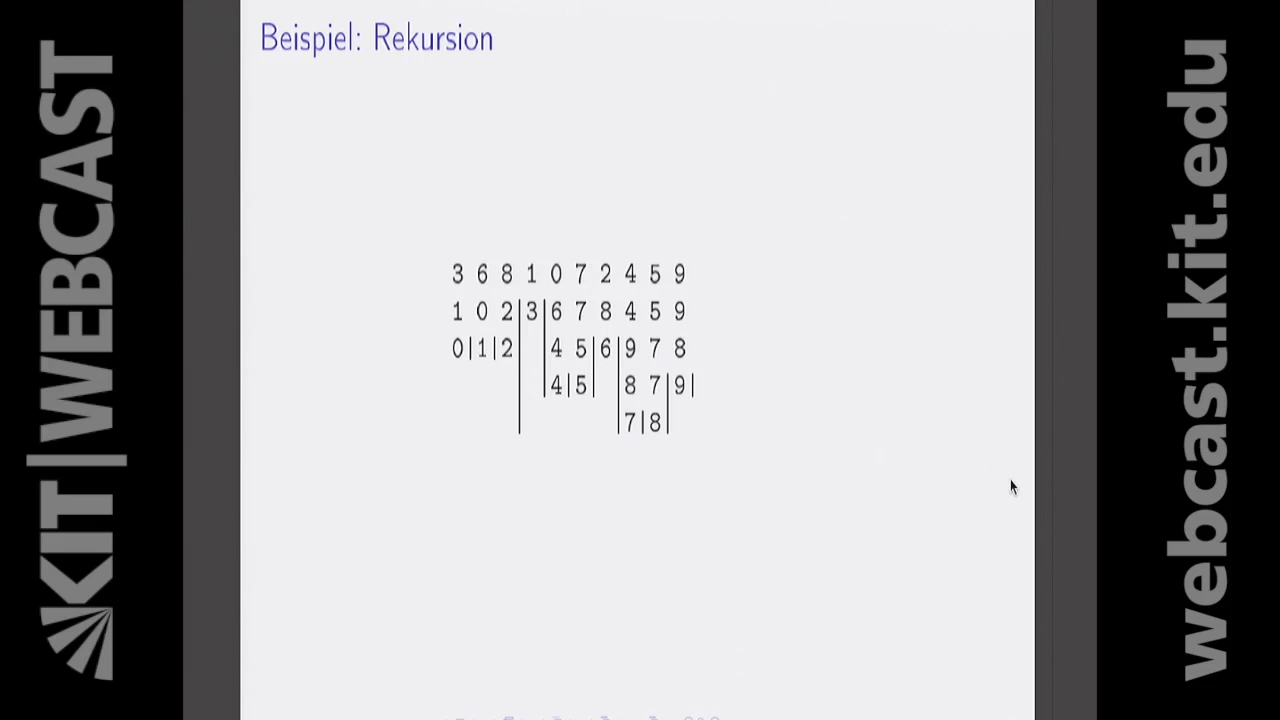 Beispiel: Rekursion
3 6 8 1 0 7 2 4 5 9
1 0 2|3|6 7 8 4 5 9
0|1|2| |4 5|6|9 7 8
4|5| |8 7|9|
7|8|
KIT|WEBCAST
webcast.kit.edu